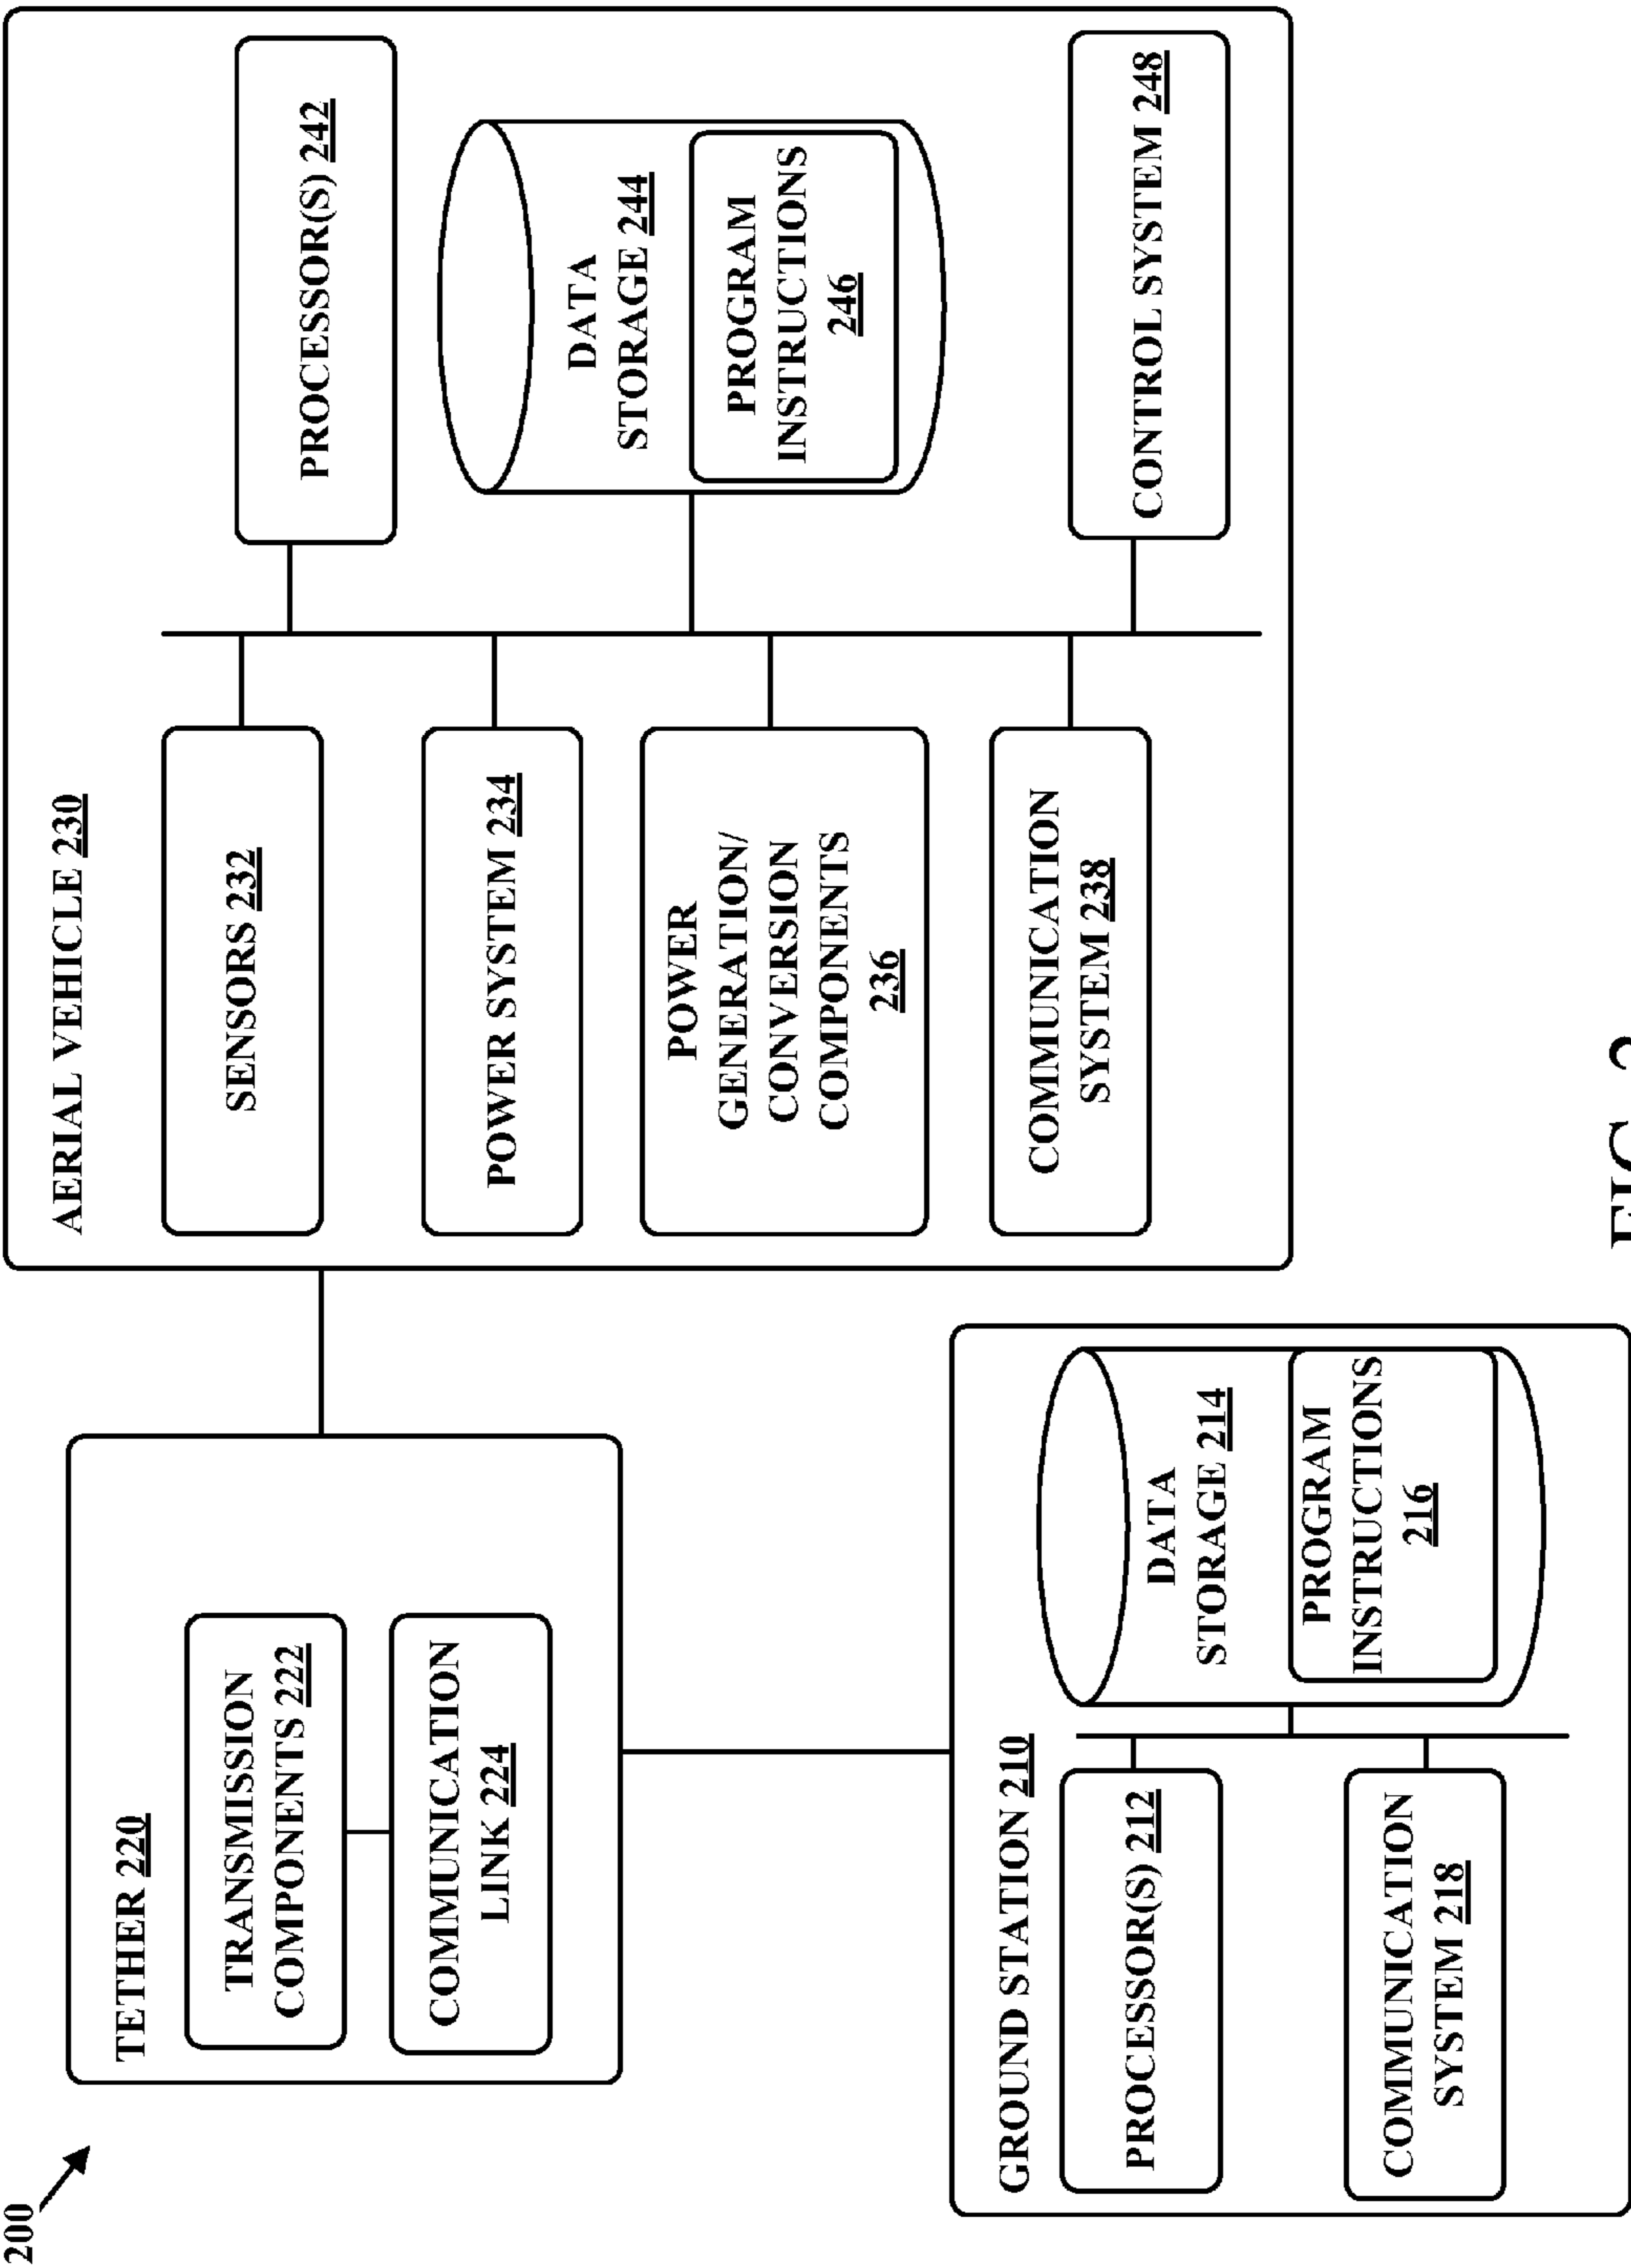 200
TETHER 220
TRANSMISSION
COMPONENTS 222
COMMUNICATION
LINK 224
GROUND STATION 210
PROCESSOR(S) 212
COMMUNICATION
SYSTEM 218
DATA
STORAGE 214
PROGRAM
INSTRUCTIONS
216
AERIAL VEHICLE 230
SENSORS 232
POWER SYSTEM 234
POWER
GENERATION/
CONVERSION
COMPONENTS
236
COMMUNICATION
SYSTEM 238
PROCESSOR(S) 242
DATA
STORAGE 244
PROGRAM
INSTRUCTIONS
246
CONTROL SYSTEM 248